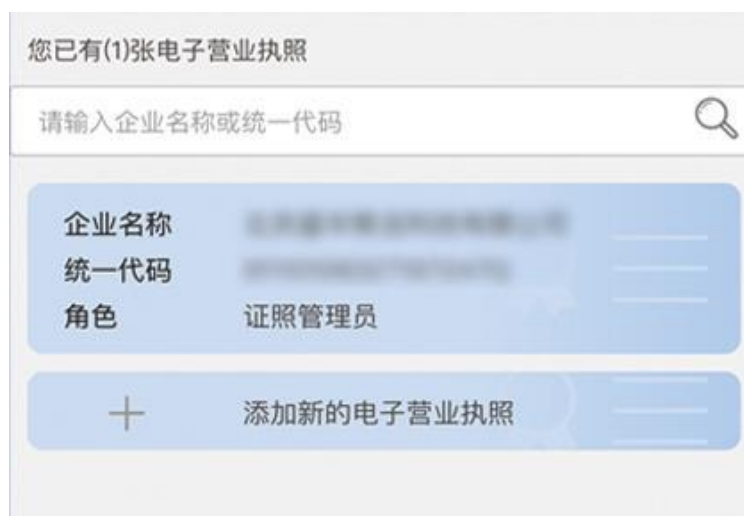 您已有(1)张电子营业执照
请输入企业名称或统一代码
企业名称
统一代码
角色 证照管理员
添加新的电子营业执照